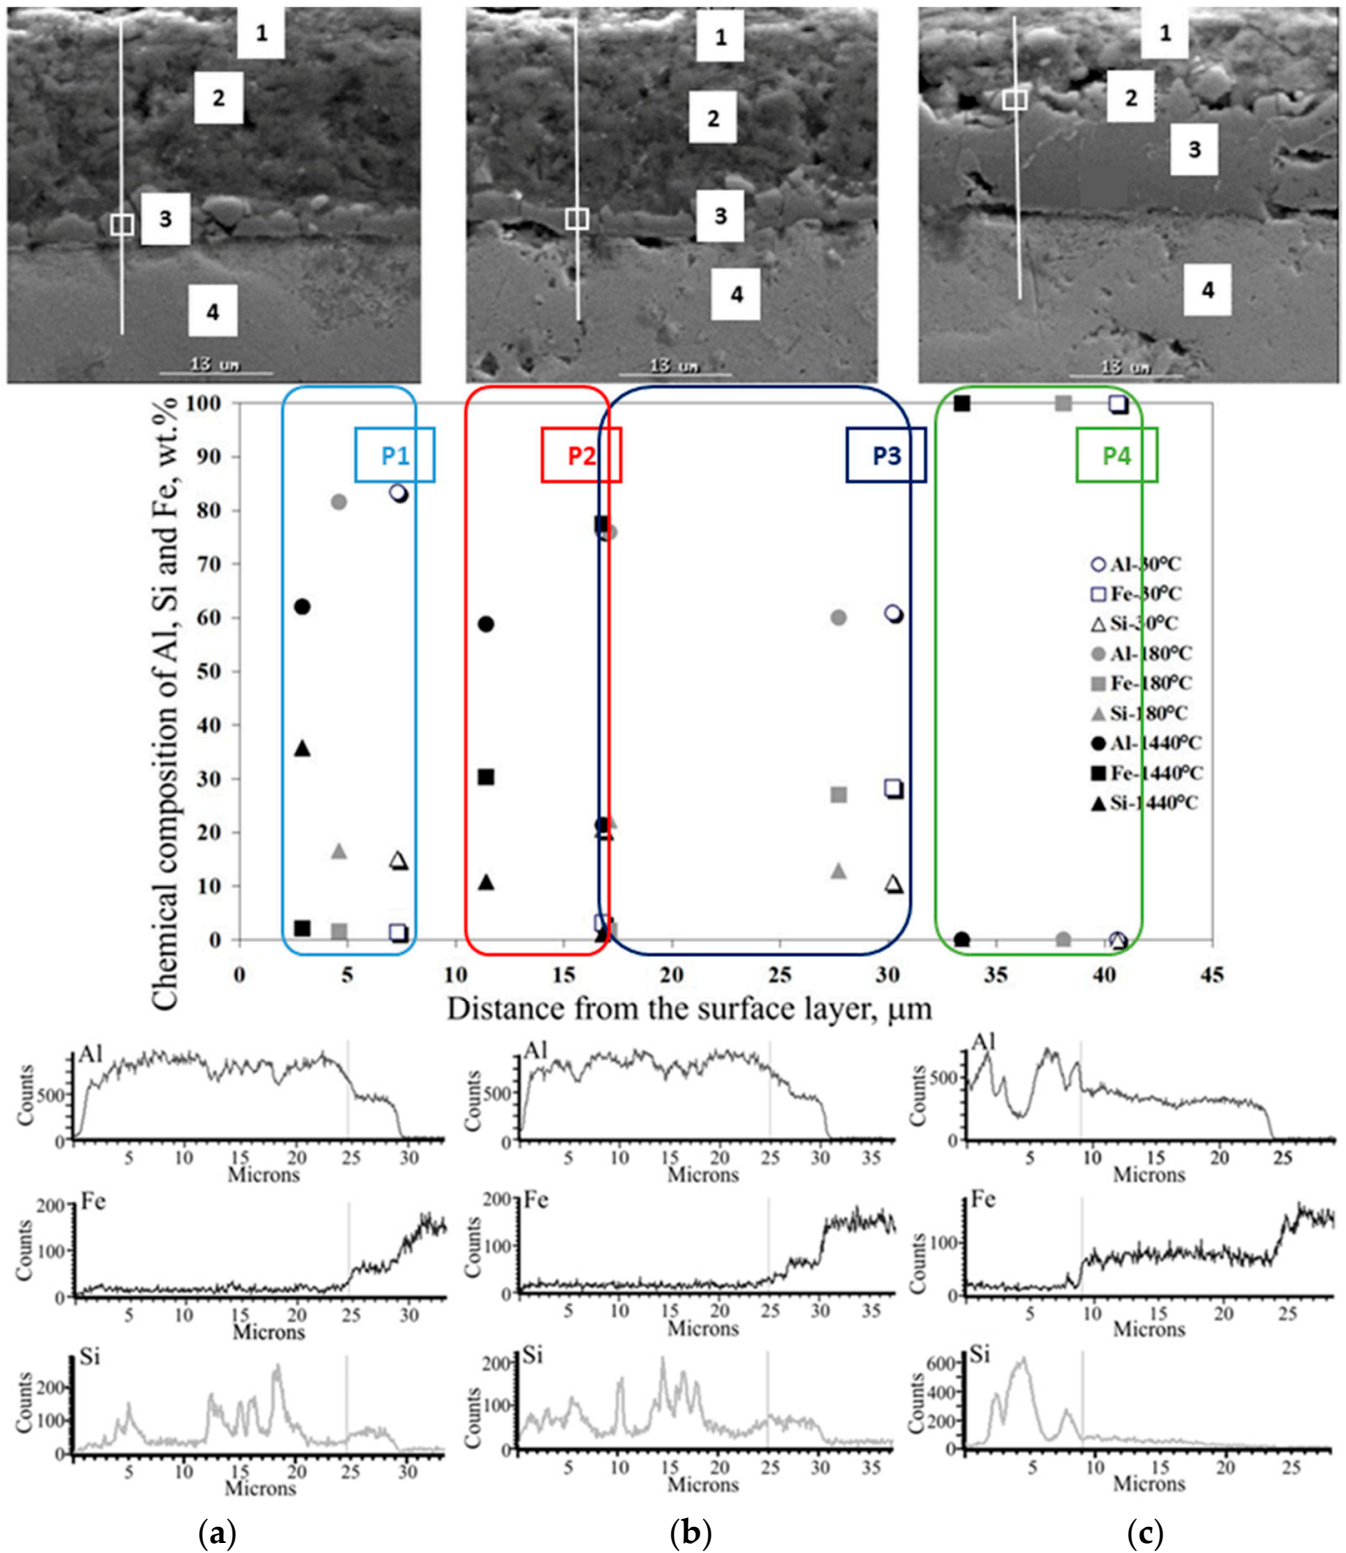 1
2
3
4
13 um
1
2
3
4
13 um
1
2
3
4
13 um
Chemical composition of Al, Si and Fe, wt.%
100
90
80
70
60
50
40
30
20
10
0
P1
P2
P3
P4
Al-30°C
Fe-30°C
Si-30°C
Al-180°C
Fe-180°C
Si-180°C
Al-1440°C
Fe-1440°C
Si-1440°C
0 5 10 15 20 25 30 35 40 45
Distance from the surface layer, μm
Al
Counts
500
0
5 10 15 20 25 30
Microns
Al
Counts
500
0
5 10 15 20 25 30 35
Microns
Al
Counts
500
0
5 10 15 20 25
Microns
Fe
Counts
200
100
0
5 10 15 20 25 30
Microns
Fe
Counts
200
100
0
5 10 15 20 25 30 35
Microns
Fe
Counts
100
0
5 10 15 20 25
Microns
Si
Counts
200
100
0
5 10 15 20 25 30
Microns
Si
Counts
200
100
0
5 10 15 20 25 30 35
Microns
Si
Counts
600
400
200
0
5 10 15 20 25
Microns
(a) (b) (c)